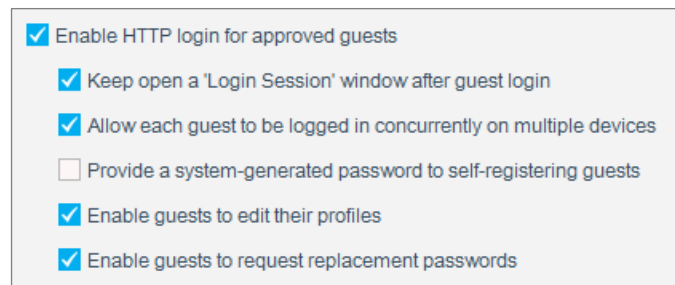 Enable HTTP login for approved guests
Keep open a 'Login Session' window after guest login
Allow each guest to be logged in concurrently on multiple devices
Provide a system-generated password to self-registering guests
Enable guests to edit their profiles
Enable guests to request replacement passwords